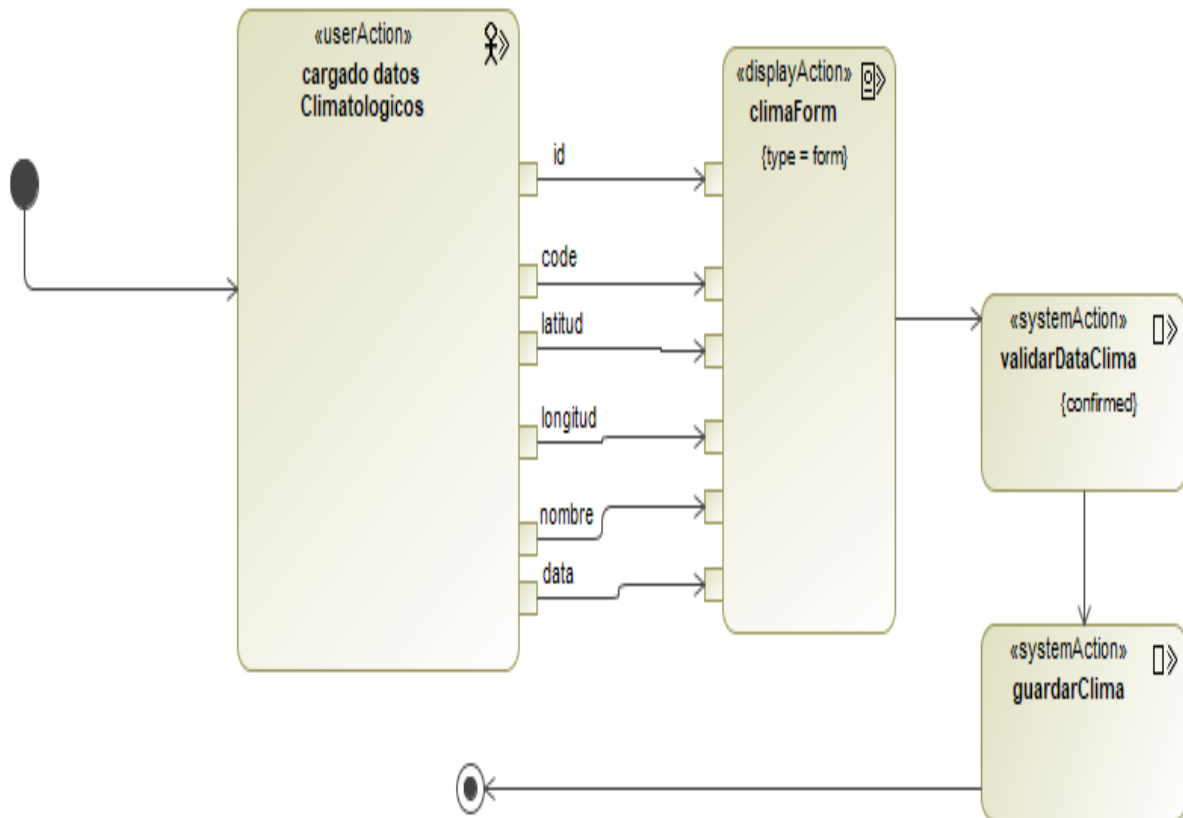 «userAction»
cargado datos
Climatologicos
id
code
latitud
longitud
nombre
data
«displayAction»
climaForm
{type = form}
«systemAction»
validarDataClima
{confirmed}
«systemAction»
guardarClima